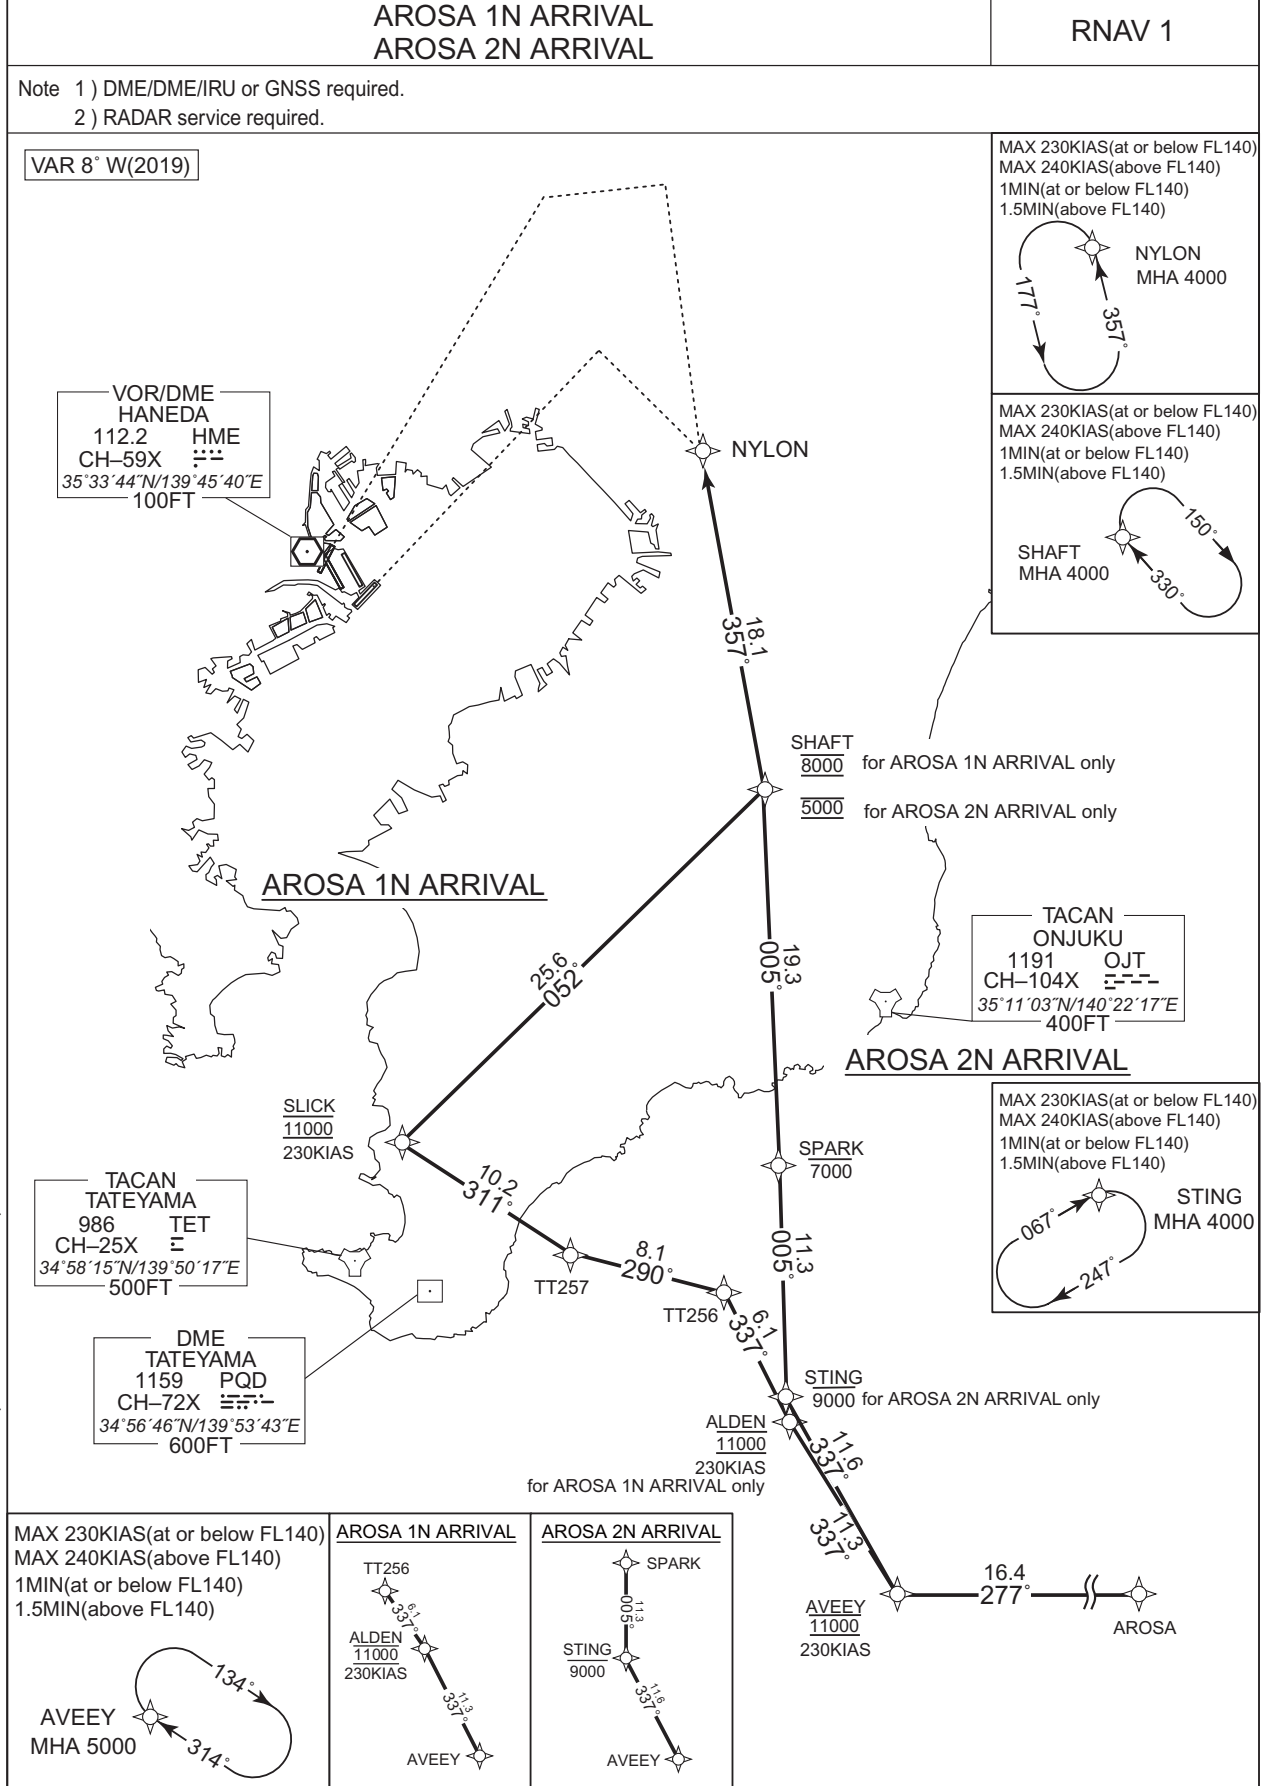 AROSA 1N ARRIVAL
AROSA 2N ARRIVAL
RNAV 1
Note 1 ) DME/DME/IRU or GNSS required.
2 ) RADAR service required.
VAR 8° W(2019)
MAX 230KIAS(at or below FL140)
MAX 240KIAS(above FL140)
1MIN(at or below FL140)
1.5MIN(above FL140)
NYLON
MHA 4000
177°
357°
MAX 230KIAS(at or below FL140)
MAX 240KIAS(above FL140)
1MIN(at or below FL140)
1.5MIN(above FL140)
150°
SHAFT
MHA 4000
330°
VOR/DME
HANEDA
112.2 HME
CH–59X
35°33´44˝N/139°45´40˝E
100FT
NYLON
18.1
357°
SHAFT
8000 for AROSA 1N ARRIVAL only
5000 for AROSA 2N ARRIVAL only
AROSA 1N ARRIVAL
25.6
052°
19.3
005°
TACAN
ONJUKU
1191 OJT
CH–104X
35°11´03˝N/140°22´17˝E
400FT
AROSA 2N ARRIVAL
MAX 230KIAS(at or below FL140)
MAX 240KIAS(above FL140)
1MIN(at or below FL140)
1.5MIN(above FL140)
STING
MHA 4000
067°
247°
SLICK
11000
230KIAS
SPARK
7000
10.2
311°
TACAN
TATEYAMA
986 TET
CH–25X
34°58´15˝N/139°50´17˝E
500FT
8.1
290°
TT257
TT256
11.3
005°
6.1
337°
DME
TATEYAMA
1159 PQD
CH–72X
34°56´46˝N/139°53´43˝E
600FT
STING
9000 for AROSA 2N ARRIVAL only
ALDEN
11000
230KIAS
for AROSA 1N ARRIVAL only
11.6
337°
11.3
337°
16.4
277°
AVEEY
11000
230KIAS
AROSA
MAX 230KIAS(at or below FL140)
MAX 240KIAS(above FL140)
1MIN(at or below FL140)
1.5MIN(above FL140)
134°
AVEEY
MHA 5000
314°
AROSA 1N ARRIVAL
TT256
6.1
337°
ALDEN
11000
230KIAS
11.3
337°
AVEEY
AROSA 2N ARRIVAL
SPARK
11.3
005°
STING
9000
11.6
337°
AVEEY